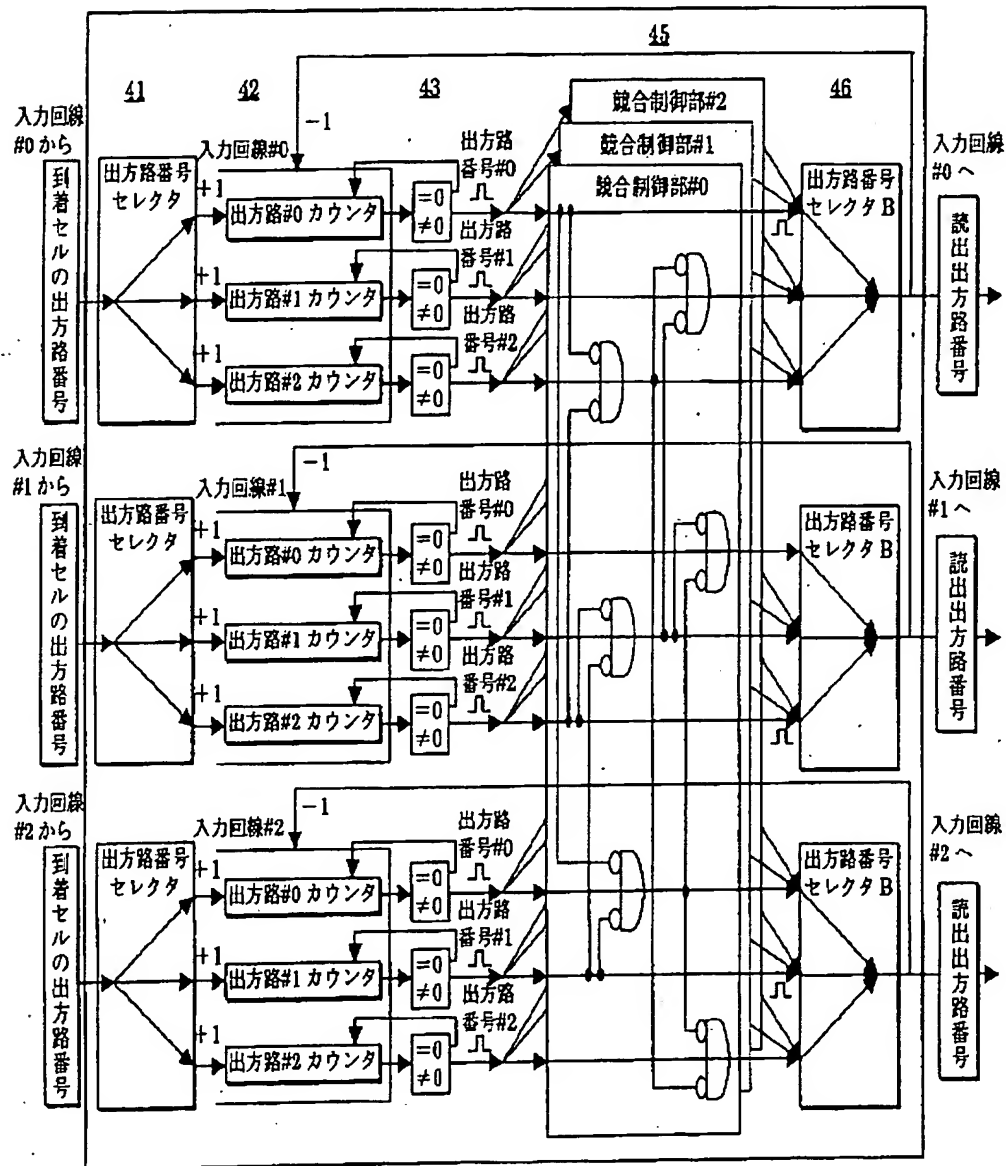 45
41
42
43
46
競合制御部#2
競合制御部#1
競合制御部#0
入力回線
#0から
到着セルの出方路番号
出方路番号
セレクタ
入力回線#0
−1
+1
出方路#0 カウンタ
+1
出方路#1 カウンタ
+1
出方路#2 カウンタ
=0
≠0
=0
≠0
=0
≠0
出方路
番号#0
出方路
番号#1
出方路
番号#2
出方路番号
セレクタ B
入力回線
#0へ
読出出方路番号
入力回線
#1から
到着セルの出方路番号
出方路番号
セレクタ
入力回線#1
−1
+1
出方路#0 カウンタ
+1
出方路#1 カウンタ
+1
出方路#2 カウンタ
=0
≠0
=0
≠0
=0
≠0
出方路
番号#0
出方路
番号#1
出方路
番号#2
出方路番号
セレクタ B
入力回線
#1へ
読出出方路番号
入力回線
#2から
到着セルの出方路番号
出方路番号
セレクタ
入力回線#2
−1
+1
出方路#0 カウンタ
+1
出方路#1 カウンタ
+1
出方路#2 カウンタ
=0
≠0
=0
≠0
=0
≠0
出方路
番号#0
出方路
番号#1
出方路
番号#2
出方路番号
セレクタ B
入力回線
#2へ
読出出方路番号